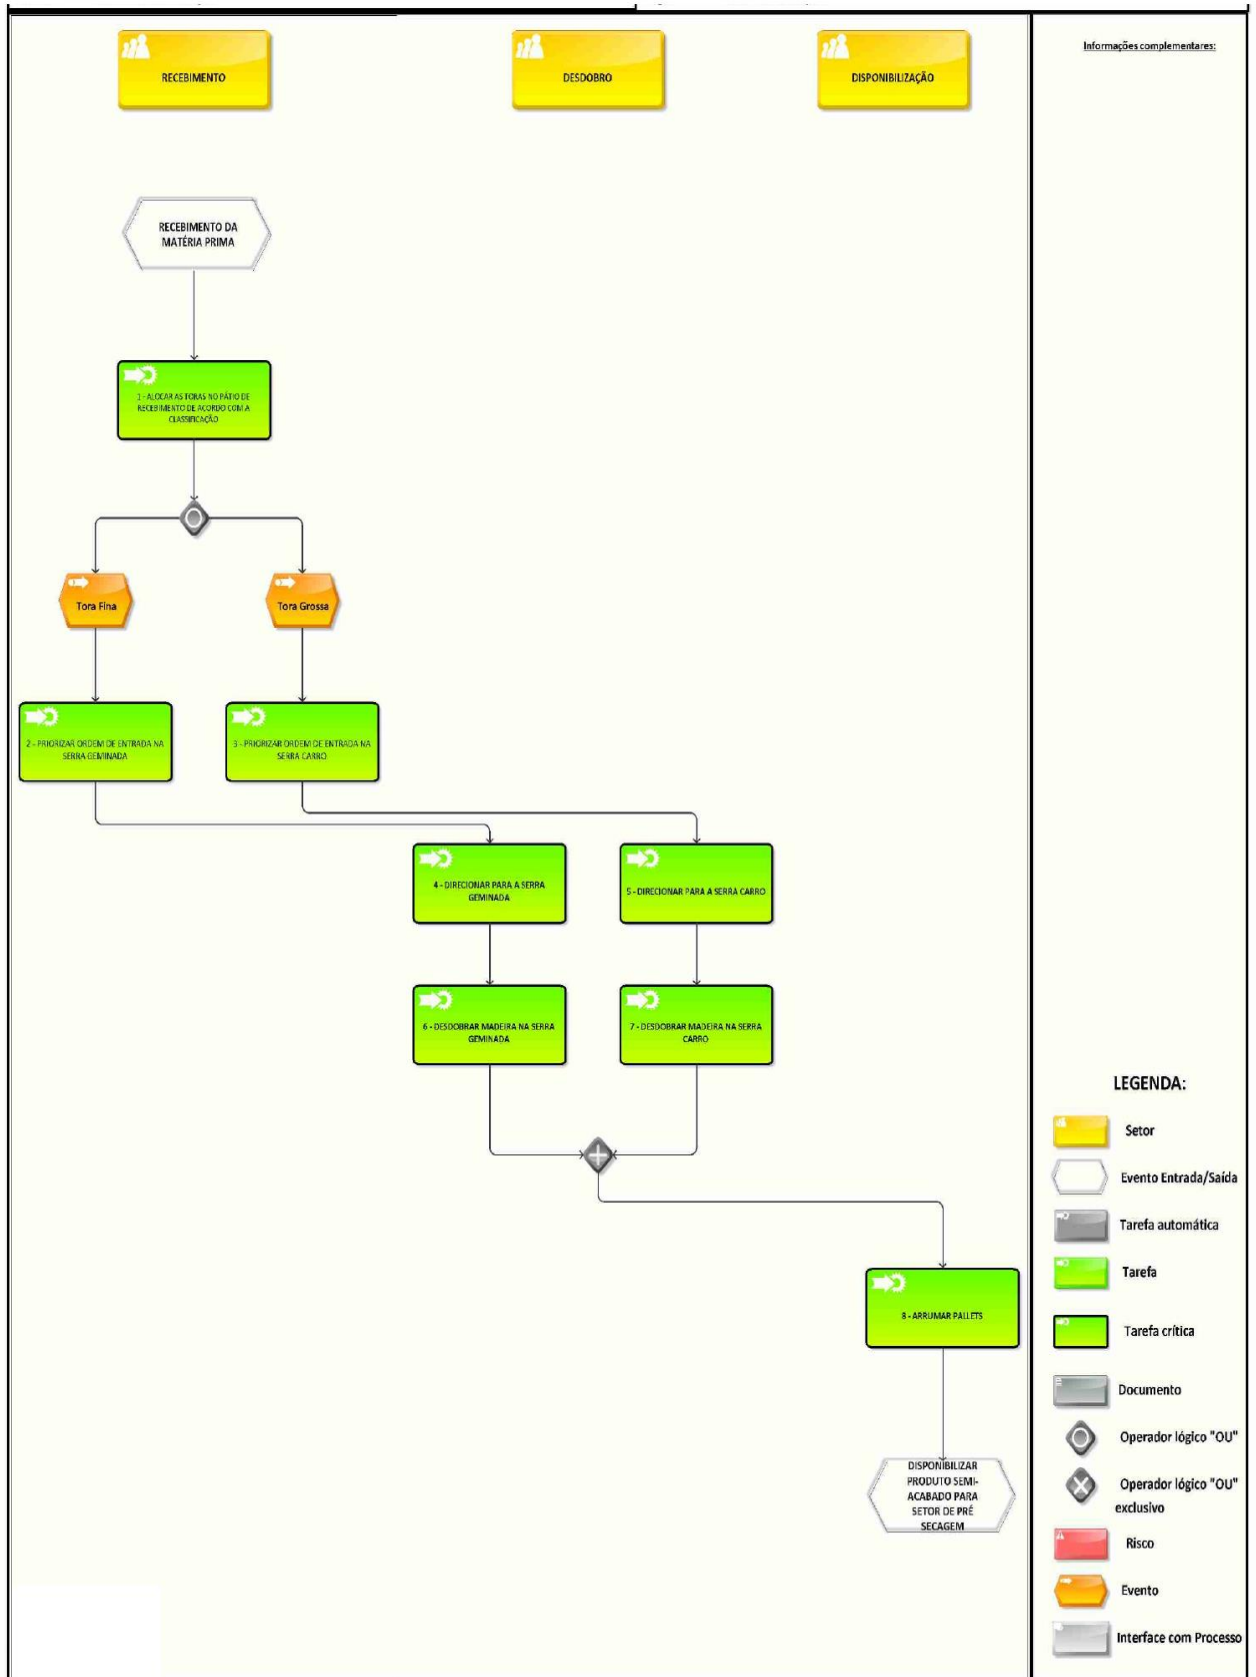 RECEBIMENTO
DESDOBRO
DISPONIBILIZAÇÃO
Informações complementares:
RECEBIMENTO DA
MATÉRIA PRIMA
1 - ALOCAR AS TORAS NO PÁTIO DE
RECEBIMENTO DE ACORDO COM A
CLASSIFICAÇÃO
Tora Fina
Tora Grossa
2 - PRIORIZAR ORDEM DE ENTRADA NA
SERRA GEMINADA
3 - PRIORIZAR ORDEM DE ENTRADA NA
SERRA CARRO
4 - DIRECIONAR PARA A SERRA
GEMINADA
5 - DIRECIONAR PARA A SERRA CARRO
6 - DESDOBRAR MADEIRA NA SERRA
GEMINADA
7 - DESDOBRAR MADEIRA NA SERRA
CARRO
8 - ARRUMAR PALLETS
DISPONIBILIZAR
PRODUTO SEMI-
ACABADO PARA
SETOR DE PRÉ
SECAGEM
LEGENDA:
Setor
Evento Entrada/Saída
Tarefa automática
Tarefa
Tarefa crítica
Documento
Operador lógico "OU"
Operador lógico "OU"
exclusivo
Risco
Evento
Interface com Processo